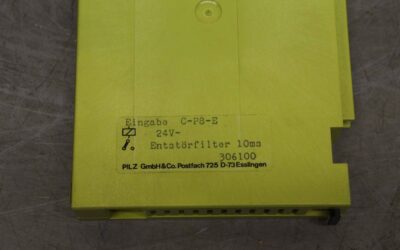 Eingabe C-P8-E
24V-
Entstörfilter 10ms
306100
PILZ GmbH&Co. Postfach 725 D-73 Esslingen